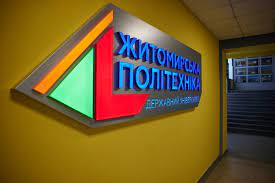 ЖИТОМИРСЬКА
ПОЛІТЕХНІКА
ДЕРЖАВНИЙ УНІВЕРСИТЕТ